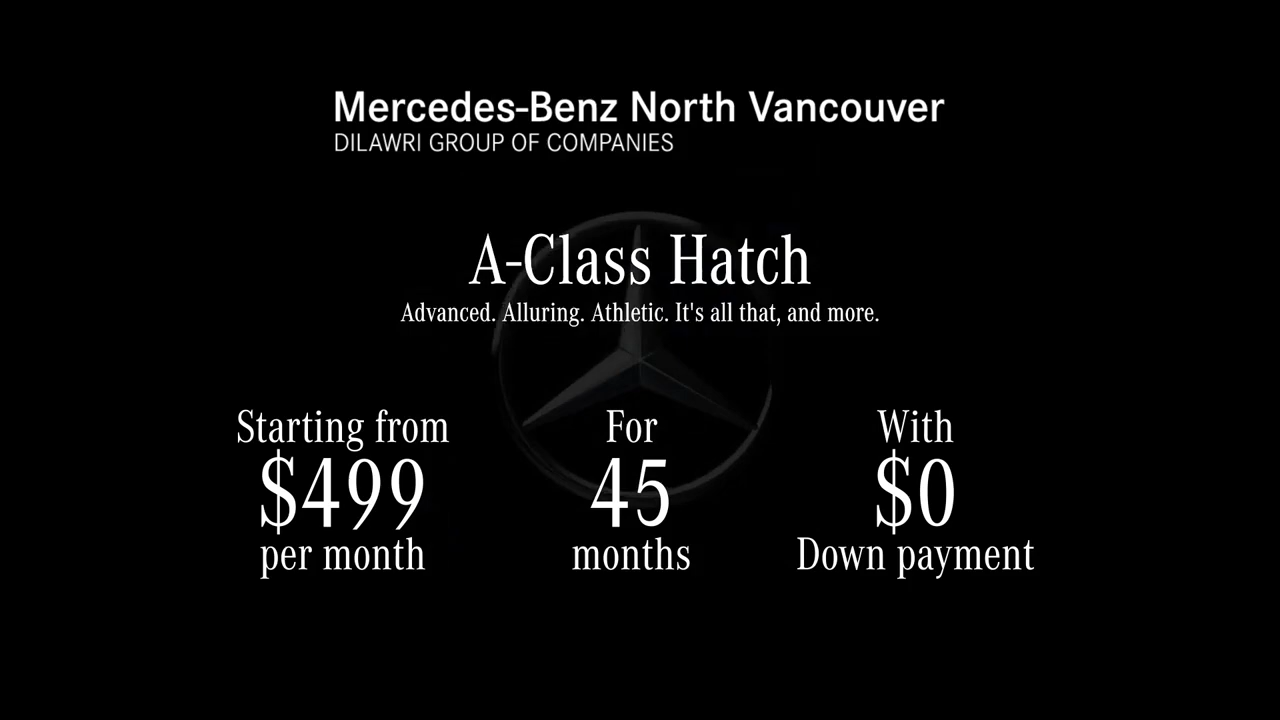 Mercedes-Benz North Vancouver
DILAWRI GROUP OF COMPANIES
A-Class Hatch
Advanced. Alluring. Athletic. It's all that, and more.
Starting from
$499
per month
For
45
months
With
$0
Down payment